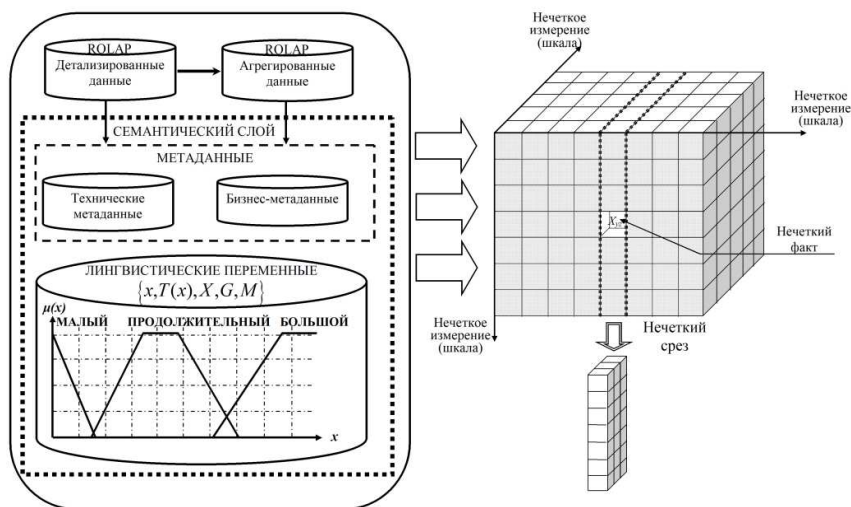 ROLAP
Детализированные
данные
ROLAP
Агрегированные
данные
СЕМАНТИЧЕСКИЙ СЛОЙ
МЕТАДАННЫЕ
Технические
метаданные
Бизнес-метаданные
ЛИНГВИСТИЧЕСКИЕ ПЕРЕМЕННЫЕ
{x,T(x),X,G,M}
μ(x)
МАЛЫЙ
ПРОДОЛЖИТЕЛЬНЫЙ
БОЛЬШОЙ
x
Нечеткое
измерение
(шкала)
Нечеткое
измерение
(шкала)
Нечеткий
факт
Нечеткое
измерение
(шкала)
Нечеткий
срез